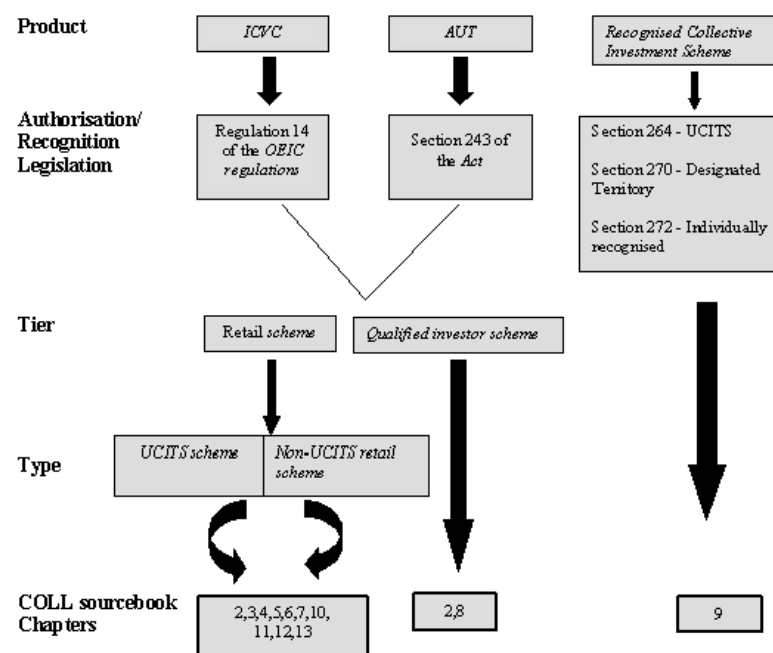 Product
ICVC
AUT
Recognised Collective
Investment Scheme
Authorisation/
Recognition
Legislation
Regulation 14
of the OEIC
regulations
Section 243 of
the Act
Section 264 - UCITS
Section 270 - Designated
Territory
Section 272 - Individually
recognised
Tier
Retail scheme
Qualified investor scheme
Type
UCITS scheme
Non-UCITS retail
scheme
COLL sourcebook
Chapters
2,3,4,5,6,7,10,
11,12,13
2,8
9